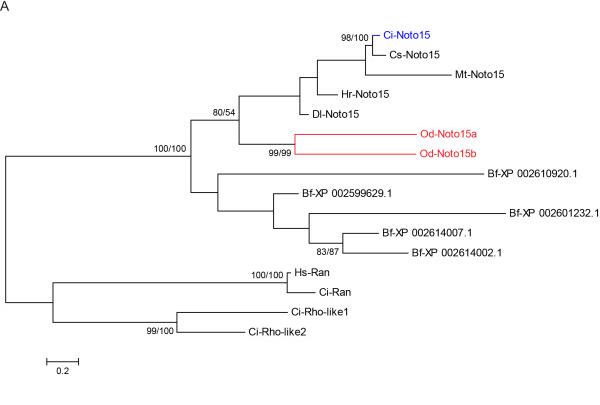 A
98/100
Ci-Noto15
Cs-Noto15
Mt-Noto15
Hr-Noto15
80/54
Dl-Noto15
Od-Noto15a
100/100
99/99
Od-Noto15b
Bf-XP 002610920.1
Bf-XP 002599629.1
Bf-XP 002601232.1
Bf-XP 002614007.1
83/87
Bf-XP 002614002.1
100/100
Hs-Ran
Ci-Ran
Ci-Rho-like1
99/100
Ci-Rho-like2
0.2